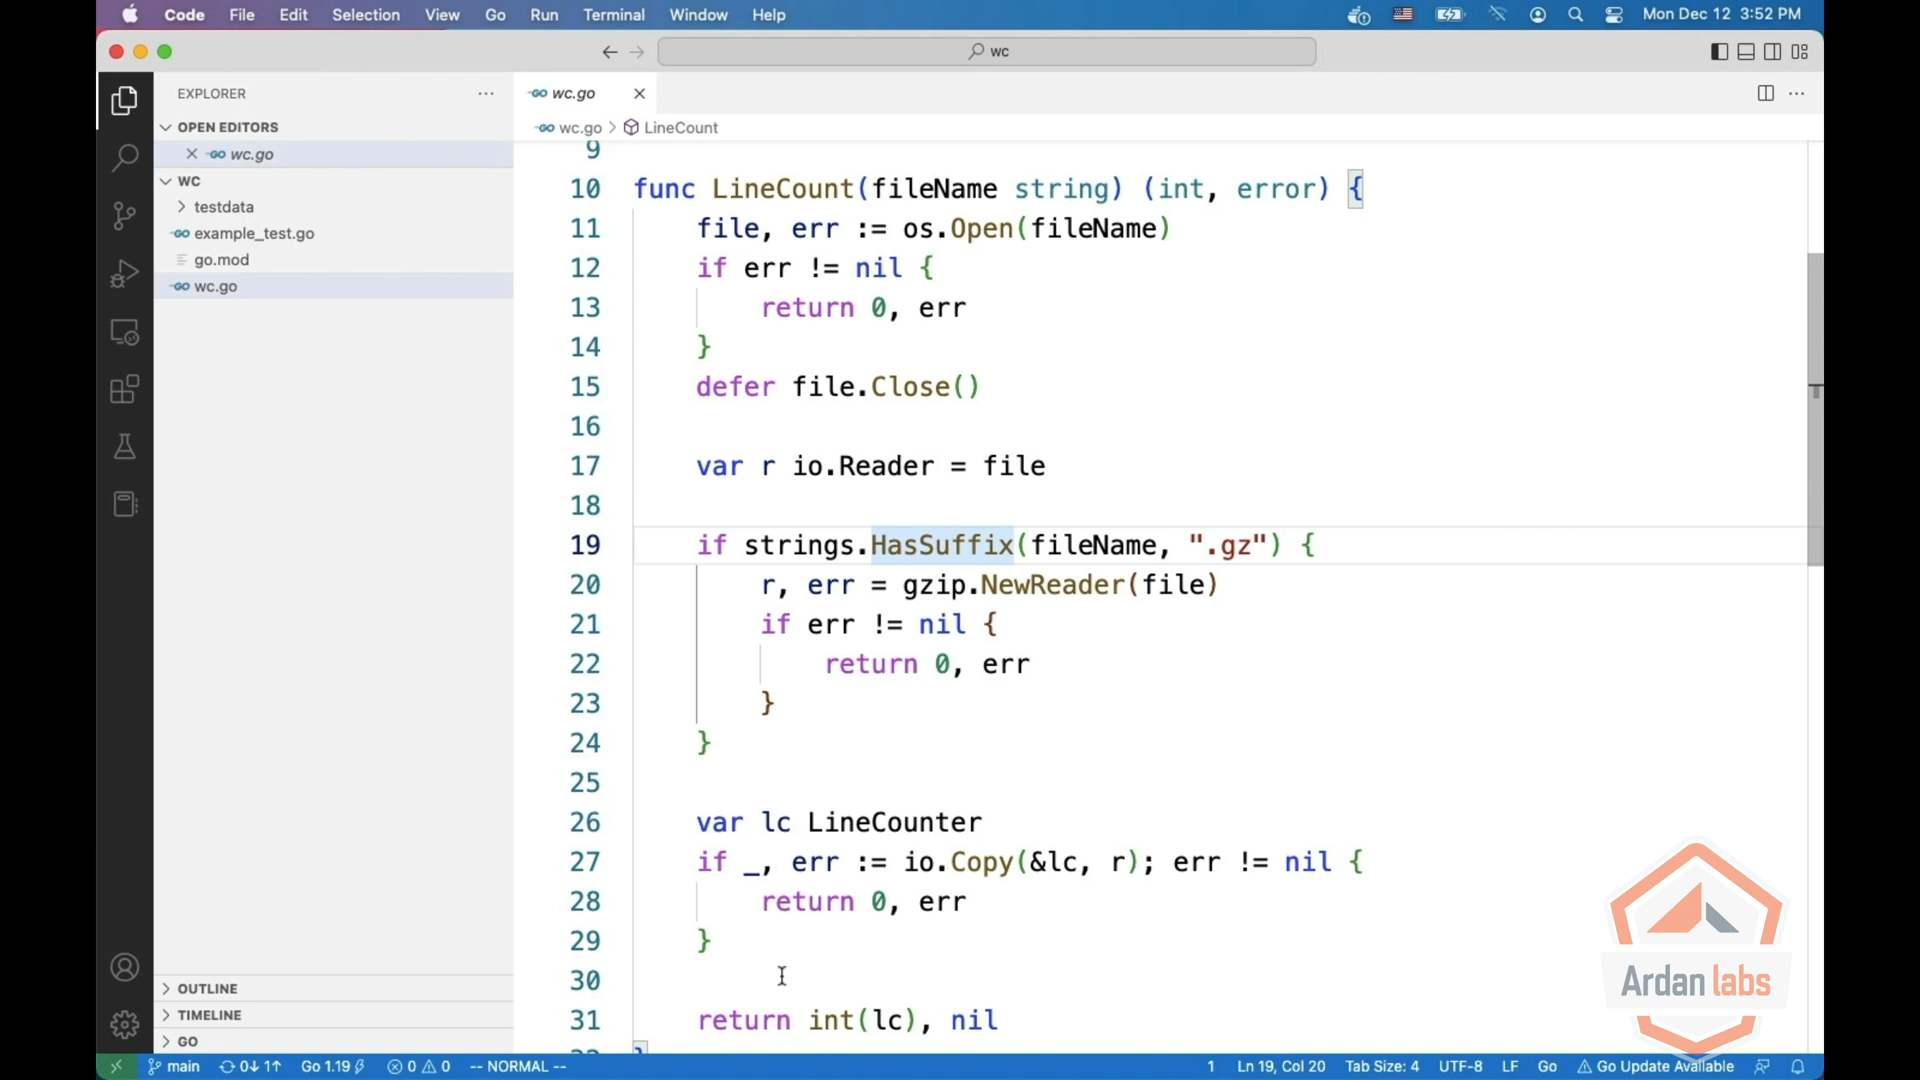 Code File Edit Selection View Go Run Terminal Window Help Mon Dec 12 3:52 PM
wc
EXPLORER
OPEN EDITORS
wc.go
WC
testdata
example_test.go
go.mod
wc.go
OUTLINE
TIMELINE
GO
wc.go
wc.go > LineCount
9
10 func LineCount(fileName string) (int, error) {
11 file, err := os.Open(fileName)
12 if err != nil {
13 return 0, err
14 }
15 defer file.Close()
16
17 var r io.Reader = file
18
19 if strings.HasSuffix(fileName, ".gz") {
20 r, err = gzip.NewReader(file)
21 if err != nil {
22 return 0, err
23 }
24 }
25
26 var lc LineCounter
27 if _, err := io.Copy(&lc, r); err != nil {
28 return 0, err
29 }
30
31 return int(lc), nil
Ardan labs
main 0↓ 1↑ Go 1.19 0 0 -- NORMAL -- 1 Ln 19, Col 20 Tab Size: 4 UTF-8 LF Go Go Update Available